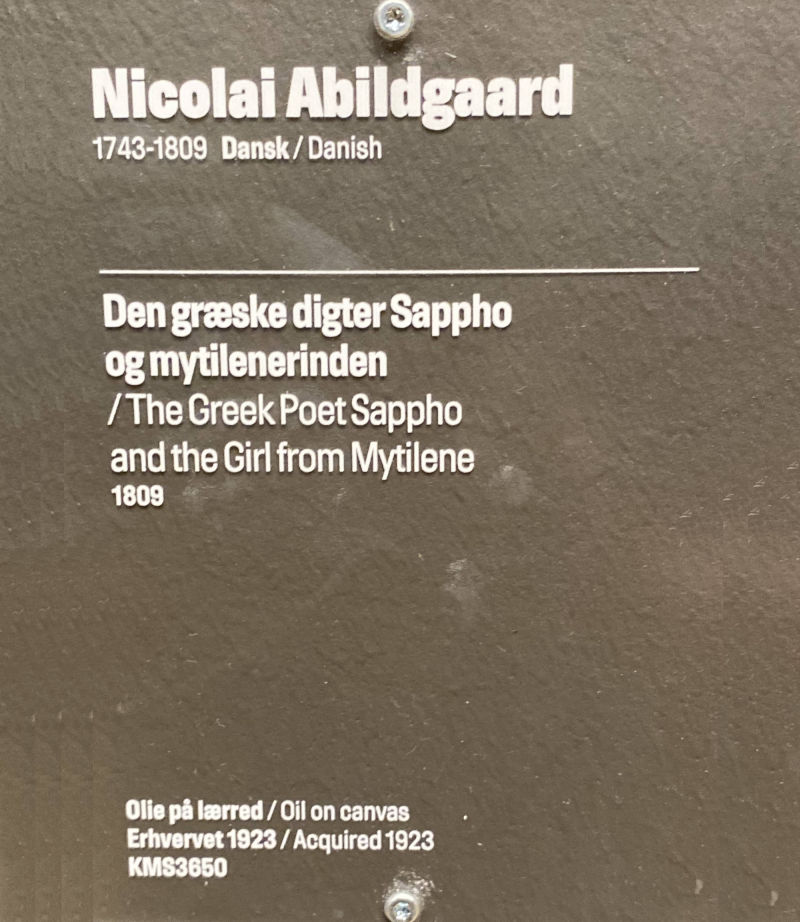 Nicolai Abildgaard
1743-1809 Dansk / Danish
Den græske digter Sappho
og mytilenerinden
/ The Greek Poet Sappho
and the Girl from Mytilene
1809
Olie på lærred / Oil on canvas
Erhvervet 1923 / Acquired 1923
KMS3650